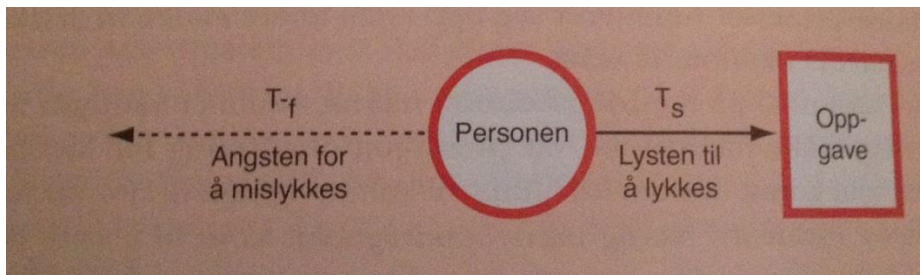 T-f
Angsten for
å mislykkes
Personen
Ts
Lysten til
å lykkes
Opp-
gave